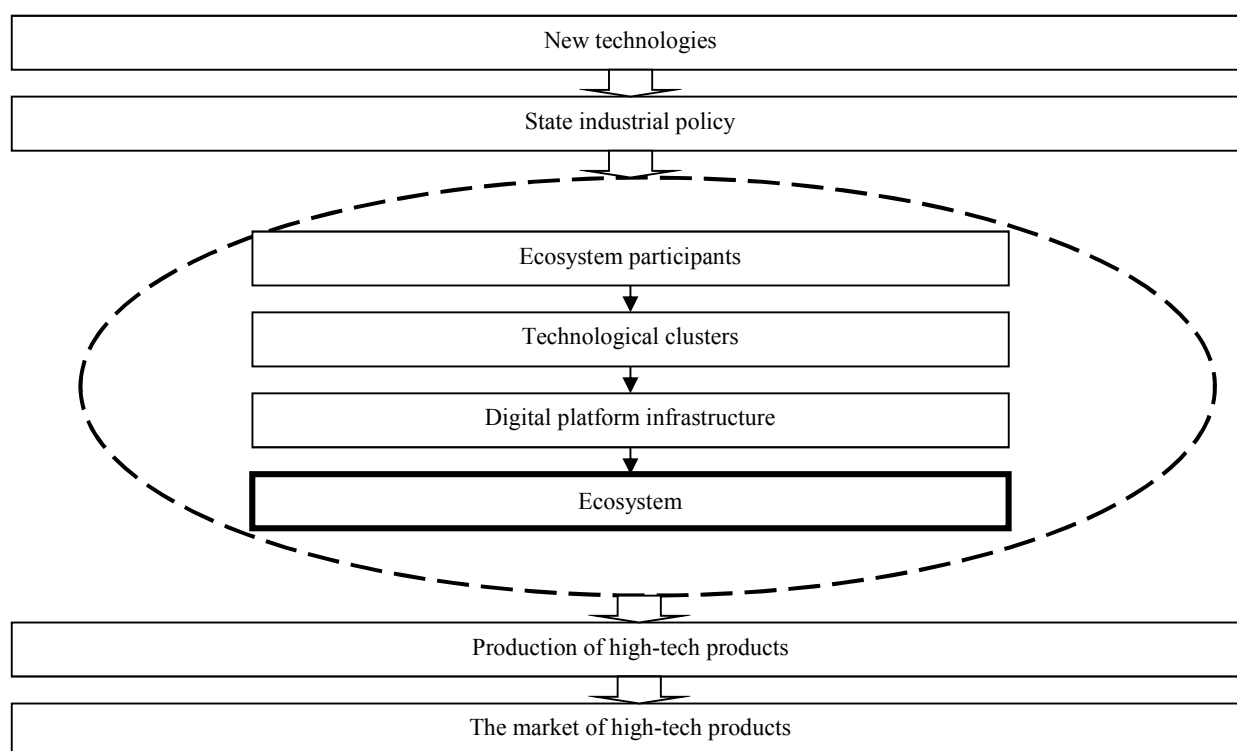 New technologies
State industrial policy
Ecosystem participants
Technological clusters
Digital platform infrastructure
Ecosystem
Production of high-tech products
The market of high-tech products